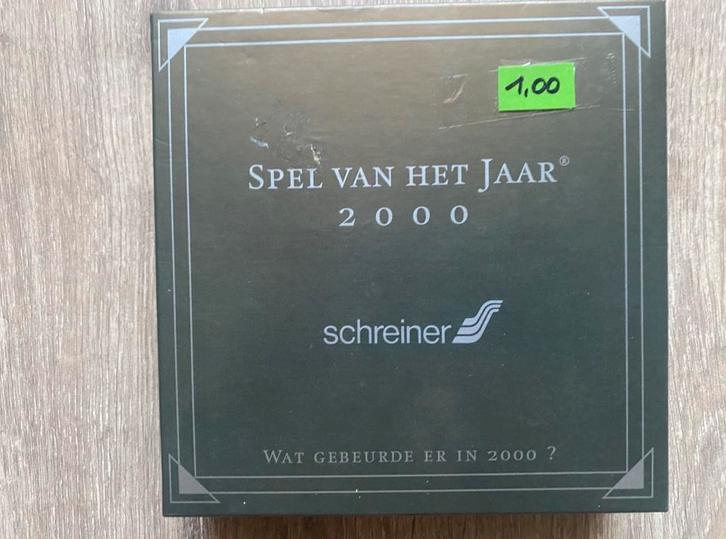 1,00
SPEL VAN HET JAAR®
2000
schreiner
WAT GEBEURDE ER IN 2000 ?